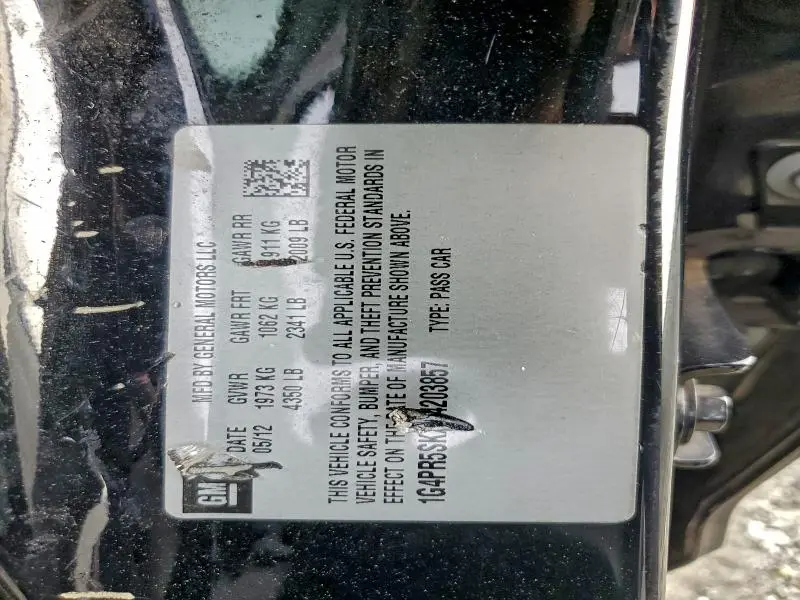 GM
MFD BY GENERAL MOTORS LLC
DATE GVWR GAWR FRT GAWR RR
05/12 1973 KG 1062 KG 911 KG
4350 LB 2341 LB 2009 LB
THIS VEHICLE CONFORMS TO ALL APPLICABLE U.S. FEDERAL MOTOR
VEHICLE SAFETY, BUMPER, AND THEFT PREVENTION STANDARDS IN
EFFECT ON THE DATE OF MANUFACTURE SHOWN ABOVE.
TYPE: PASS CAR